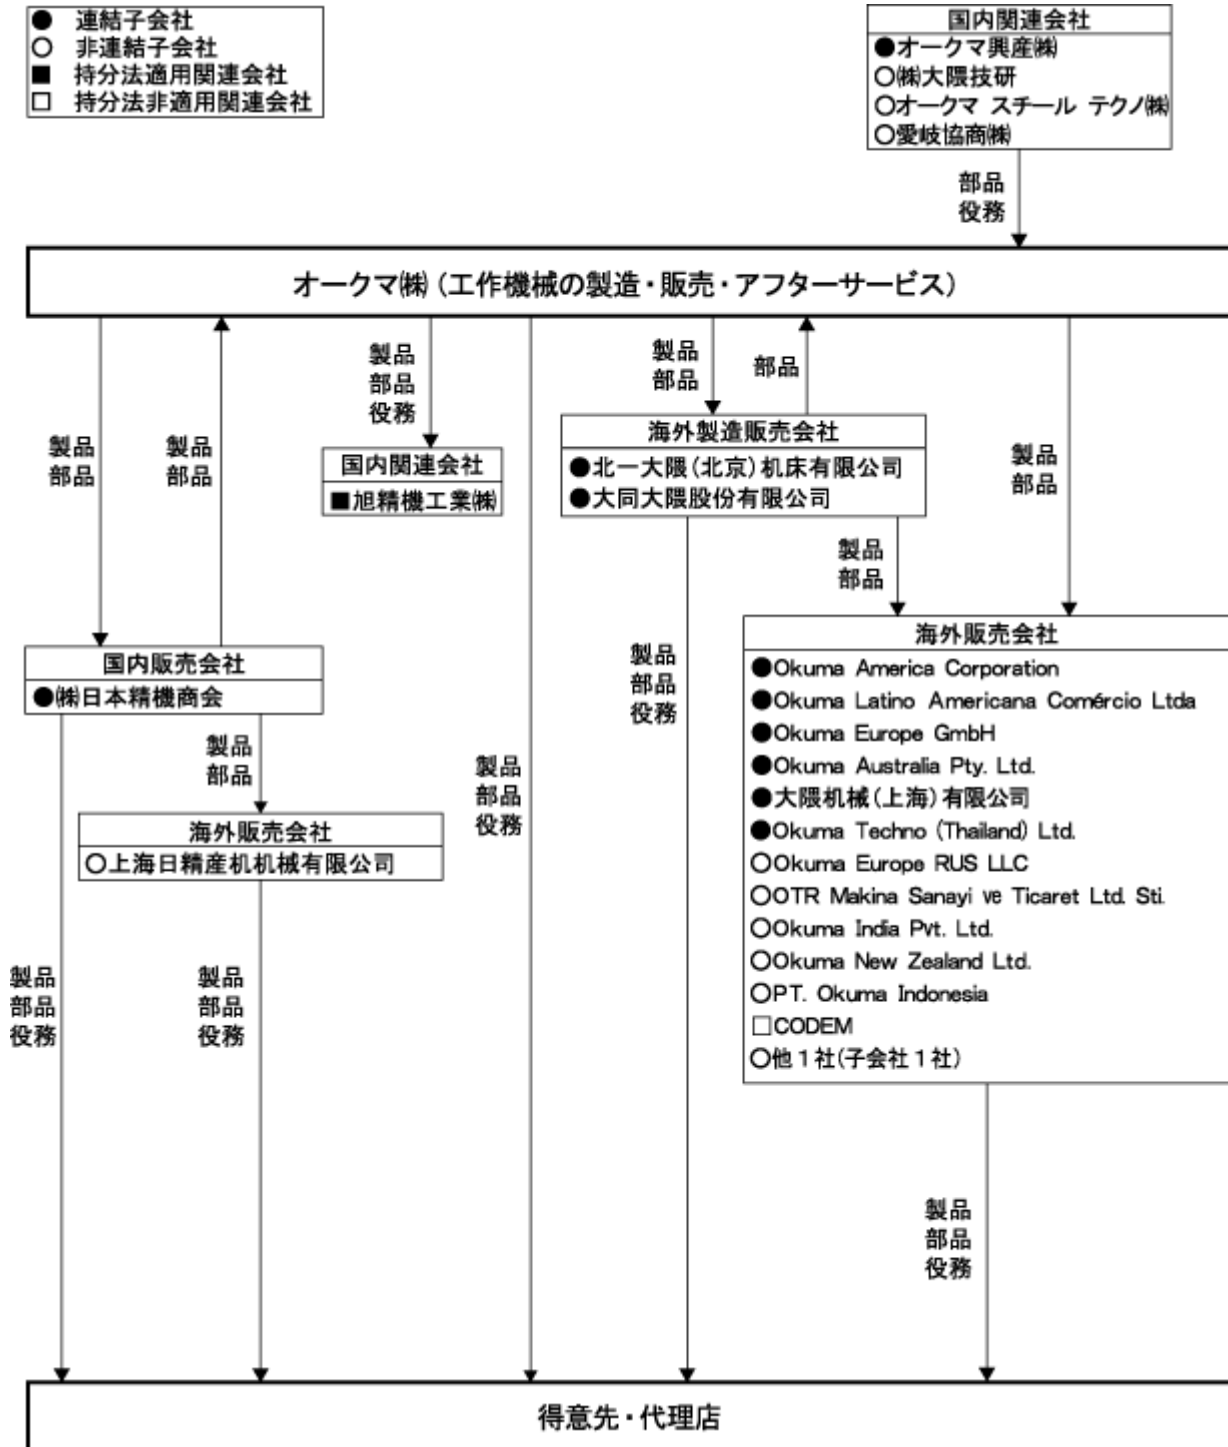 ● 連結子会社
○ 非連結子会社
■ 持分法適用関連会社
□ 持分法非適用関連会社
国内関連会社
●オークマ興産㈱
○㈱大隈技研
○オークマ スチール テクノ㈱
○愛岐協商㈱
部品
役務
オークマ㈱（工作機械の製造・販売・アフターサービス）
製品
部品
製品
部品
製品
部品
役務
製品
部品
部品
製品
部品
国内関連会社
■旭精機工業㈱
海外製造販売会社
●北一大隈（北京）机床有限公司
●大同大隈股份有限公司
製品
部品
国内販売会社
●㈱日本精機商会
製品
部品
海外販売会社
○上海日精産机机械有限公司
製品
部品
役務
製品
部品
役務
製品
部品
役務
製品
部品
役務
海外販売会社
●Okuma America Corporation
●Okuma Latino Americana Comércio Ltda
●Okuma Europe GmbH
●Okuma Australia Pty. Ltd.
●大隈机械（上海）有限公司
●Okuma Techno (Thailand) Ltd.
○Okuma Europe RUS LLC
○OTR Makina Sanayi ve Ticaret Ltd. Sti.
○Okuma India Pvt. Ltd.
○Okuma New Zealand Ltd.
○PT. Okuma Indonesia
□CODEM
○他１社(子会社１社)
製品
部品
役務
得意先・代理店